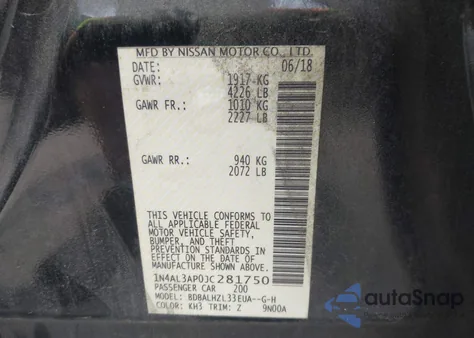 MFD BY NISSAN MOTOR CO., LTD.
DATE: 06/18
GVWR: 1917 KG
4226 LB
GAWR FR.: 1010 KG
2227 LB
GAWR RR.: 940 KG
2072 LB
THIS VEHICLE CONFORMS TO
ALL APPLICABLE FEDERAL
MOTOR VEHICLE SAFETY,
BUMPER, AND THEFT
PREVENTION STANDARDS
IN EFFECT ON THE DATE OF
MANUFACTURE SHOWN ABOVE.
1N4AL3AP0JC281750
PASSENGER CAR 200
MODEL: BDBALHZL33EUA--G-H
COLOR: KH3 TRIM: Z 9N00A
autoSnap